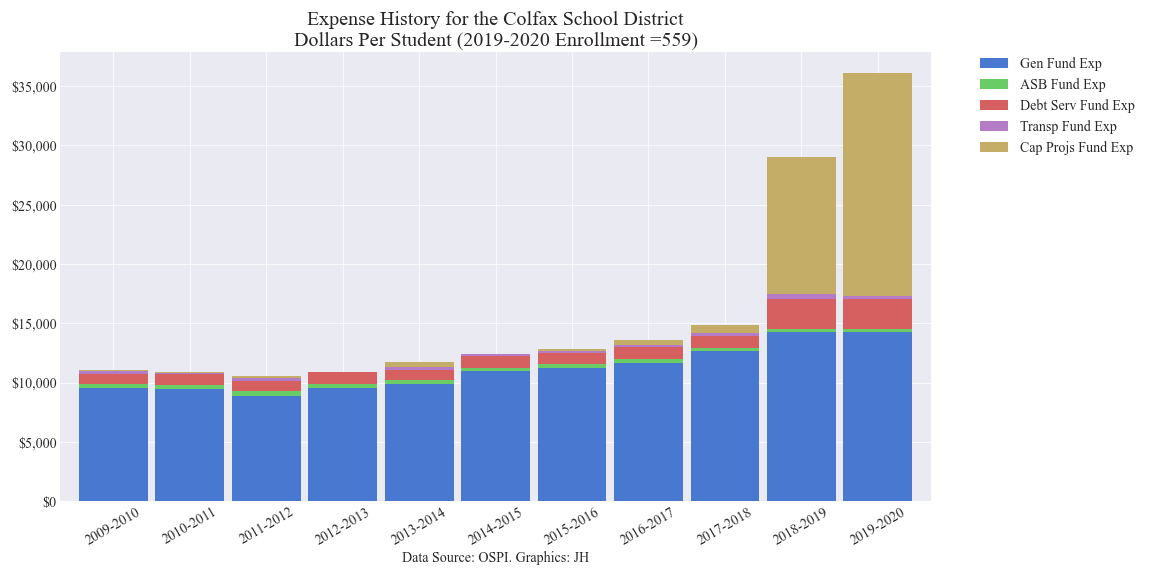 Expense History for the Colfax School District
Dollars Per Student (2019-2020 Enrollment =559)
$35,000
$30,000
$25,000
$20,000
$15,000
$10,000
$5,000
$0
2009-2010
2010-2011
2011-2012
2012-2013
2013-2014
2014-2015
2015-2016
2016-2017
2017-2018
2018-2019
2019-2020
Data Source: OSPI. Graphics: JH
Gen Fund Exp
ASB Fund Exp
Debt Serv Fund Exp
Transp Fund Exp
Cap Projs Fund Exp